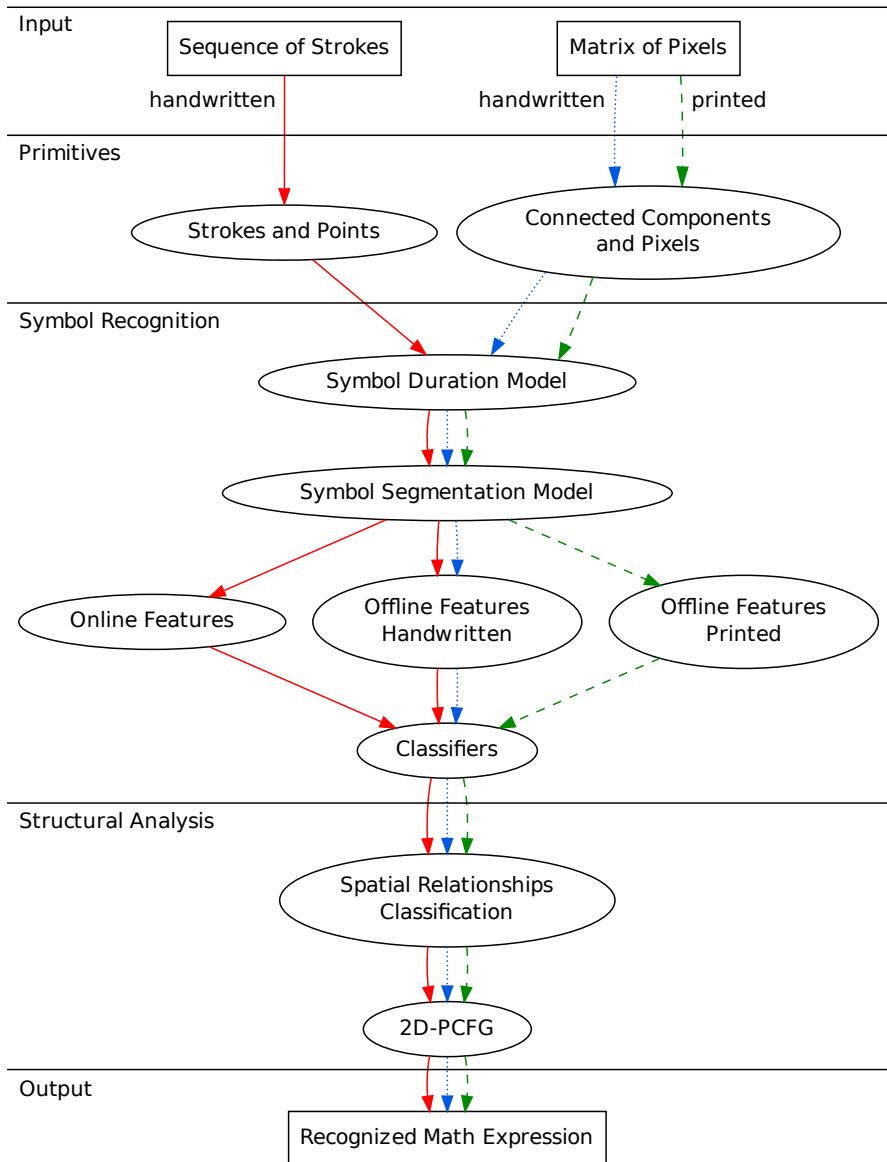 Input
Sequence of Strokes
Matrix of Pixels
handwritten
handwritten
printed
Primitives
Strokes and Points
Connected Components
and Pixels
Symbol Recognition
Symbol Duration Model
Symbol Segmentation Model
Online Features
Offline Features
Handwritten
Offline Features
Printed
Classifiers
Structural Analysis
Spatial Relationships
Classification
2D-PCFG
Output
Recognized Math Expression